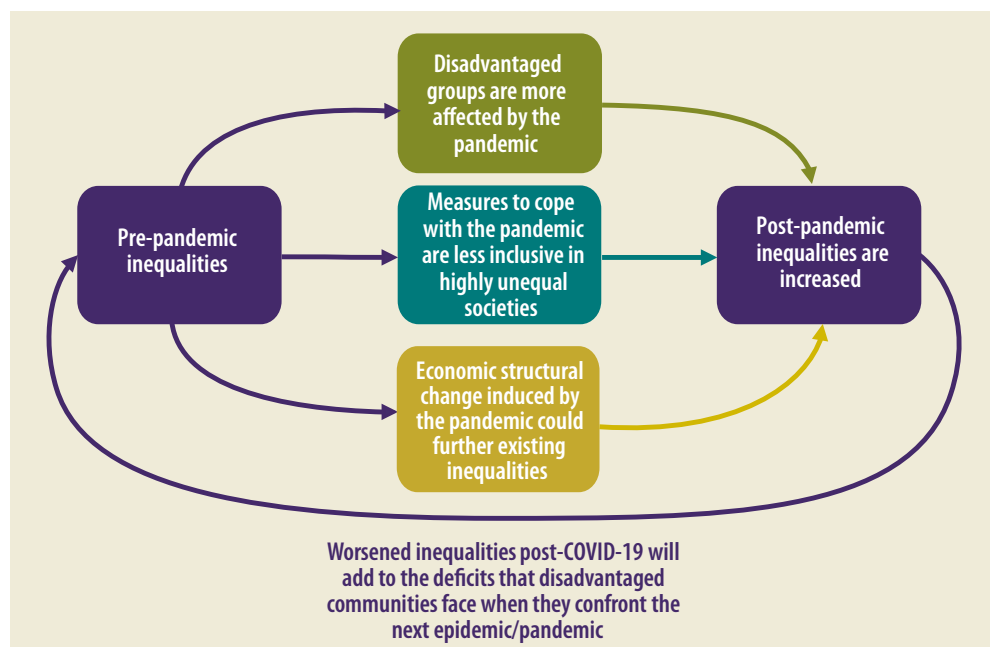 Disadvantaged
groups are more
affected by the
pandemic
Pre-pandemic
inequalities
Measures to cope
with the pandemic
are less inclusive in
highly unequal
societies
Post-pandemic
inequalities are
increased
Economic structural
change induced by
the pandemic could
further existing
inequalities
Worsened inequalities post-COVID-19 will
add to the deficits that disadvantaged
communities face when they confront the
next epidemic/pandemic